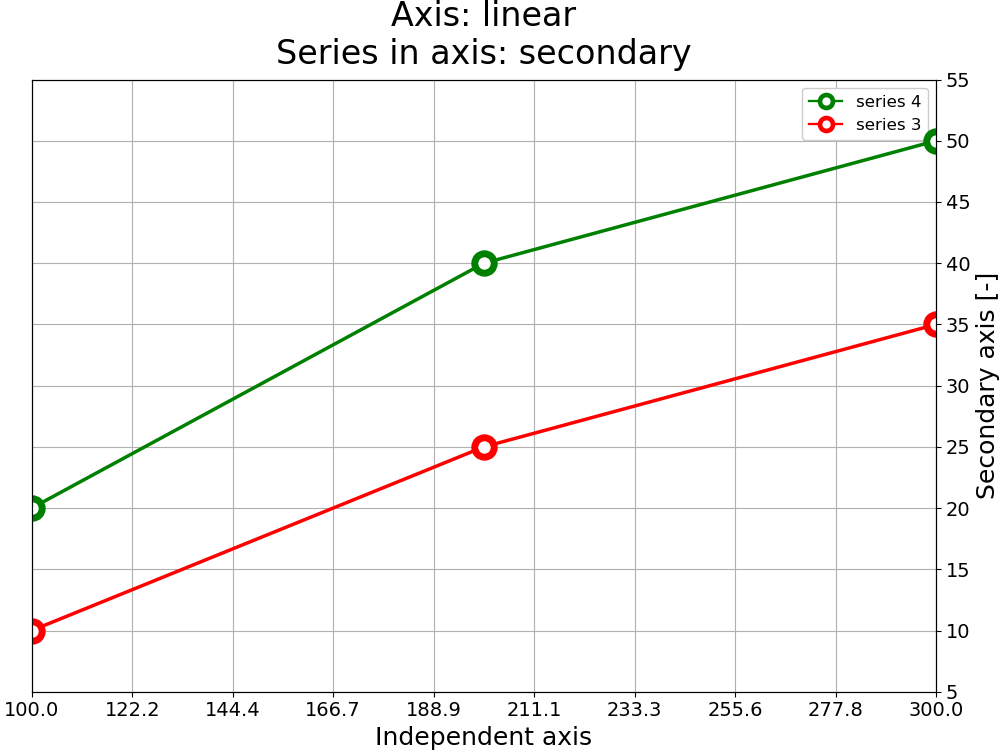 Axis: linear
Series in axis: secondary
series 4
series 3
55
50
45
40
35
30
25
20
15
10
5
Secondary axis [-]
100.0 122.2 144.4 166.7 188.9 211.1 233.3 255.6 277.8 300.0
Independent axis